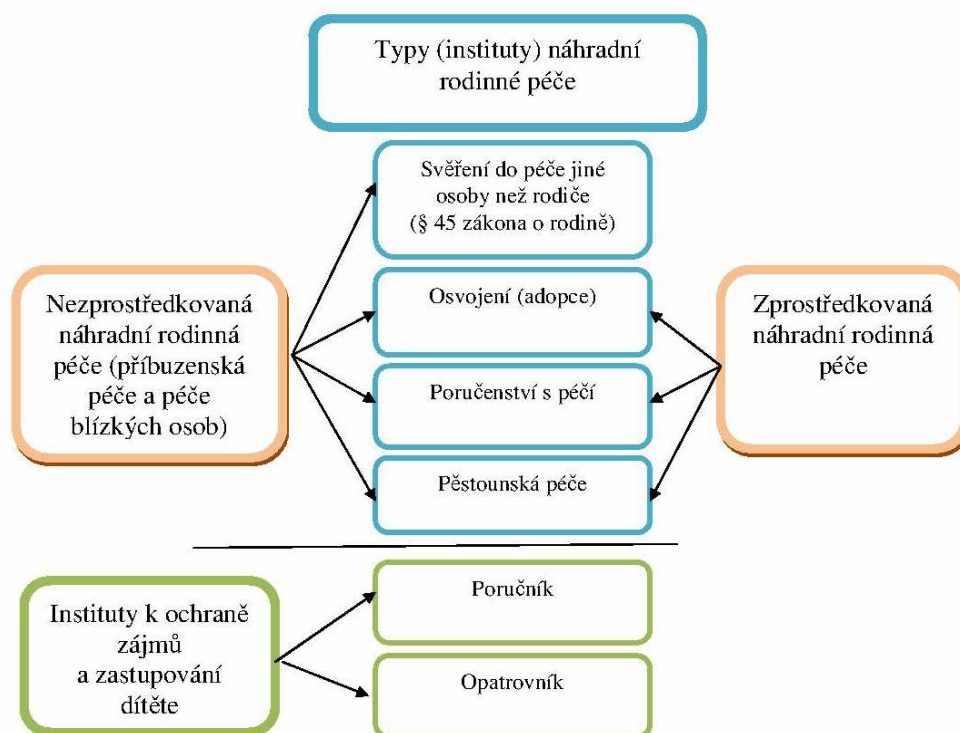 Typy (instituty) náhradní
rodinné péče
Svěření do péče jiné
osoby než rodiče
(§ 45 zákona o rodině)
Nezprostředkovaná
náhradní rodinná
péče (příbuzenská
péče a péče
blízkých osob)
Osvojení (adopce)
Poručenství s péčí
Pěstounská péče
Zprostředkovaná
náhradní rodinná
péče
Instituty k ochraně
zájmů
a zastupování
dítěte
Poručník
Opatrovník